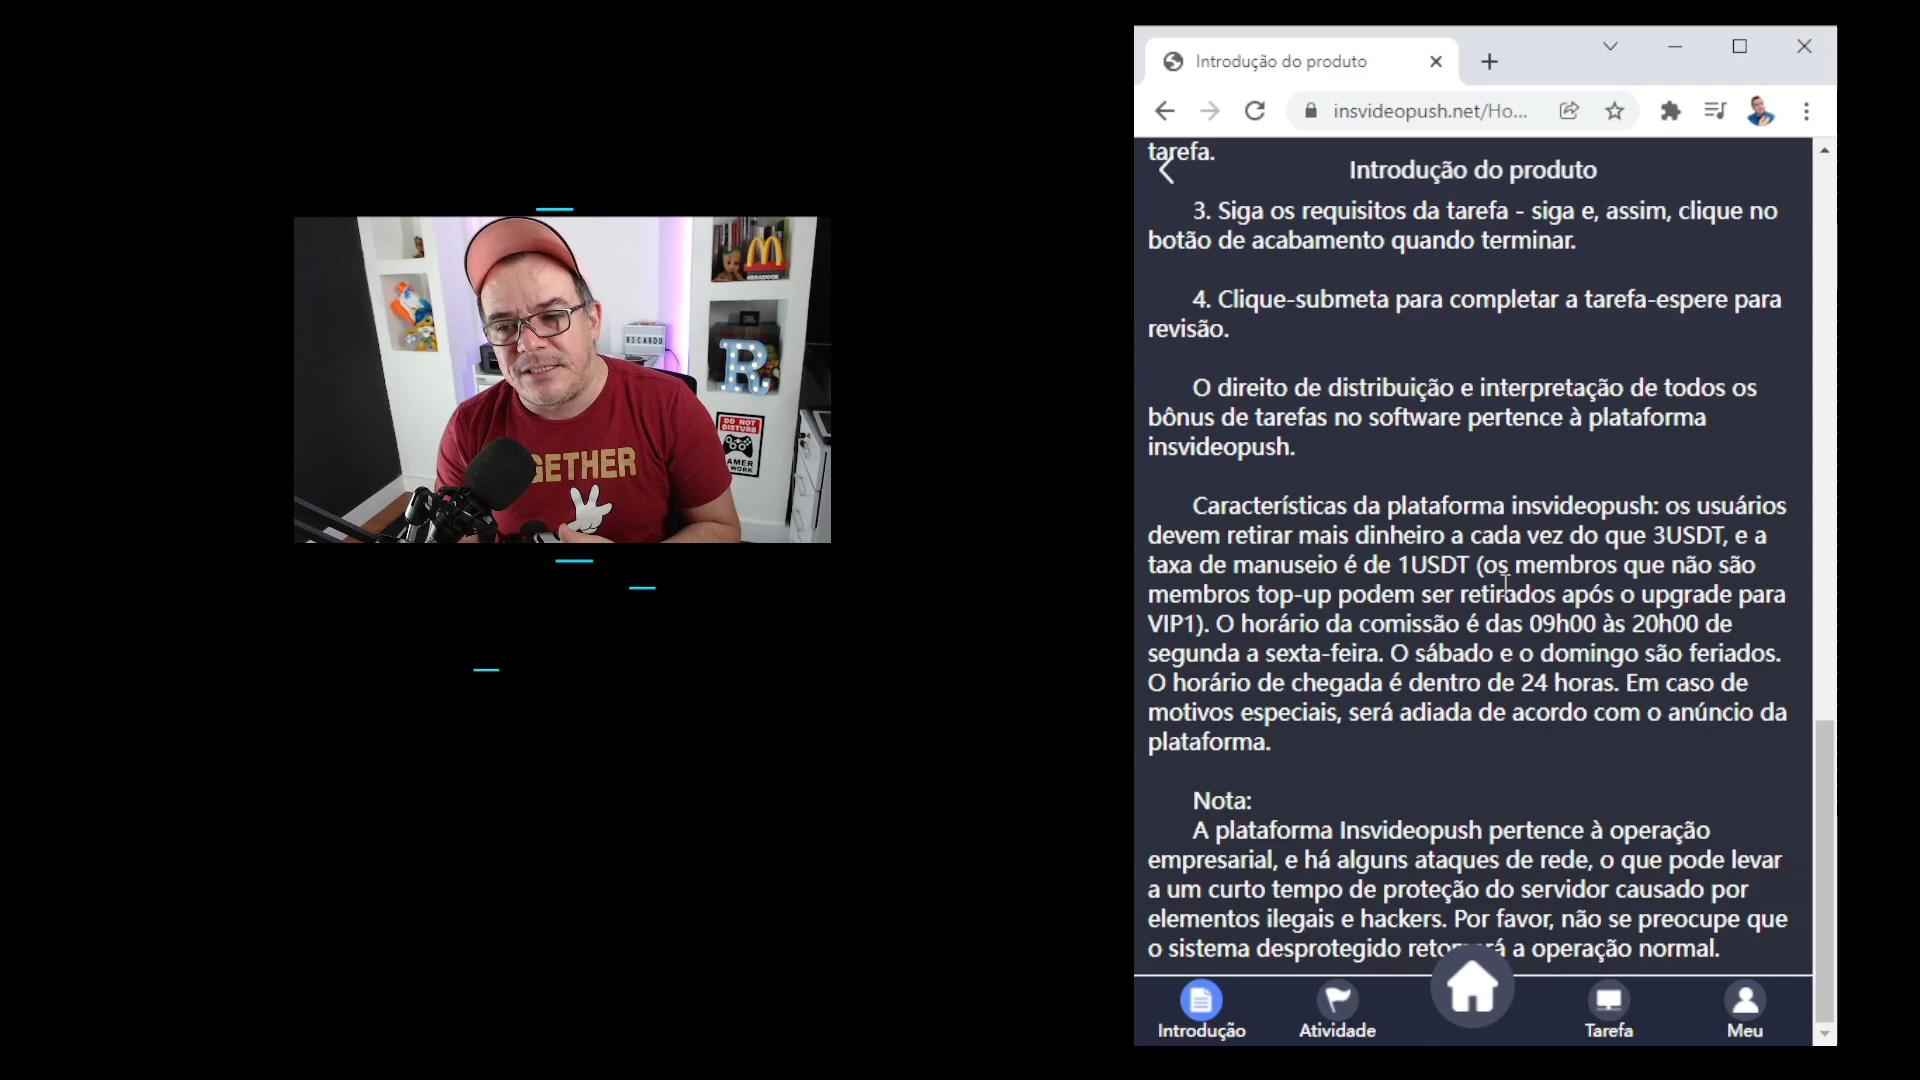 RICARDO
R
DO NOT
DISTURB
GAMER
WORK
GETHER
Introdução do produto
insvideopush.net/Ho...
tarefa.
Introdução do produto
3. Siga os requisitos da tarefa - siga e, assim, clique no
botão de acabamento quando terminar.
4. Clique-submeta para completar a tarefa-espere para
revisão.
O direito de distribuição e interpretação de todos os
bônus de tarefas no software pertence à plataforma
insvideopush.
Características da plataforma insvideopush: os usuários
devem retirar mais dinheiro a cada vez do que 3USDT, e a
taxa de manuseio é de 1USDT (os membros que não são
membros top-up podem ser retirados após o upgrade para
VIP1). O horário da comissão é das 09h00 às 20h00 de
segunda a sexta-feira. O sábado e o domingo são feriados.
O horário de chegada é dentro de 24 horas. Em caso de
motivos especiais, será adiada de acordo com o anúncio da
plataforma.
Nota:
A plataforma Insvideopush pertence à operação
empresarial, e há alguns ataques de rede, o que pode levar
a um curto tempo de proteção do servidor causado por
elementos ilegais e hackers. Por favor, não se preocupe que
o sistema desprotegido retornará a operação normal.
Introdução
Atividade
Tarefa
Meu